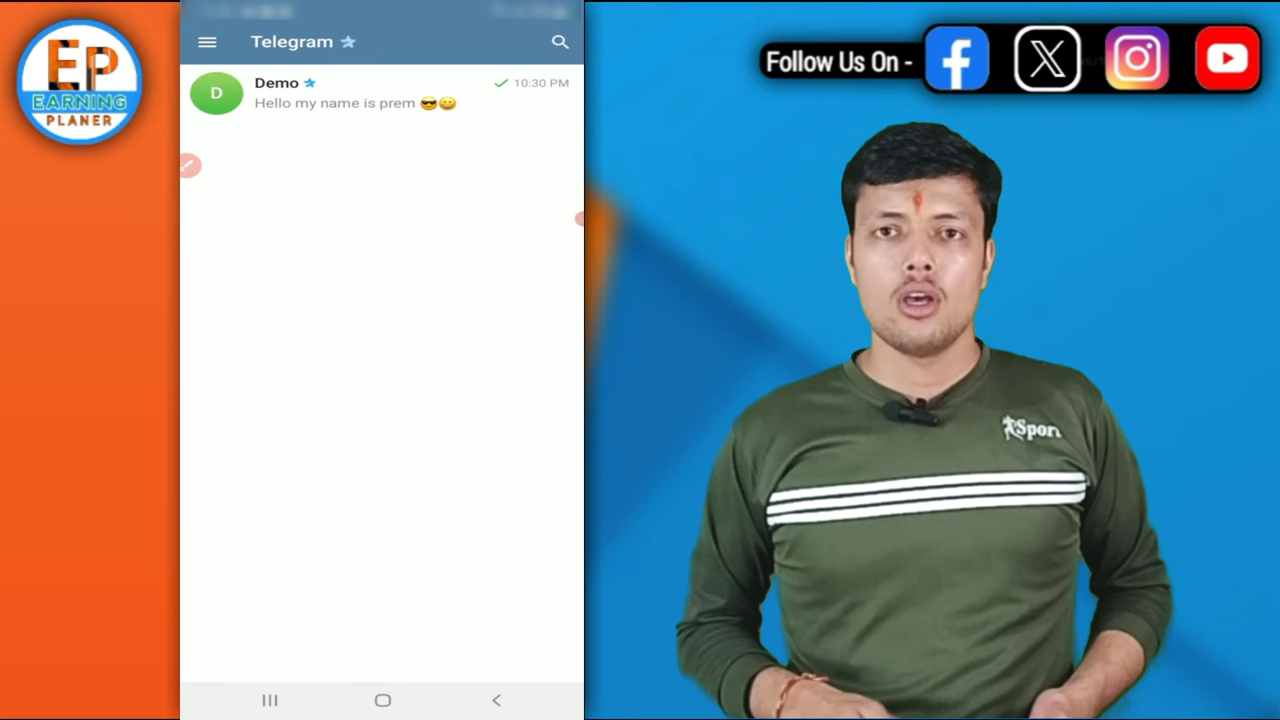 EP
EARNING
PLANER
Telegram
D
Demo
10:30 PM
Hello my name is prem 😎😀
Follow Us On -
Sport